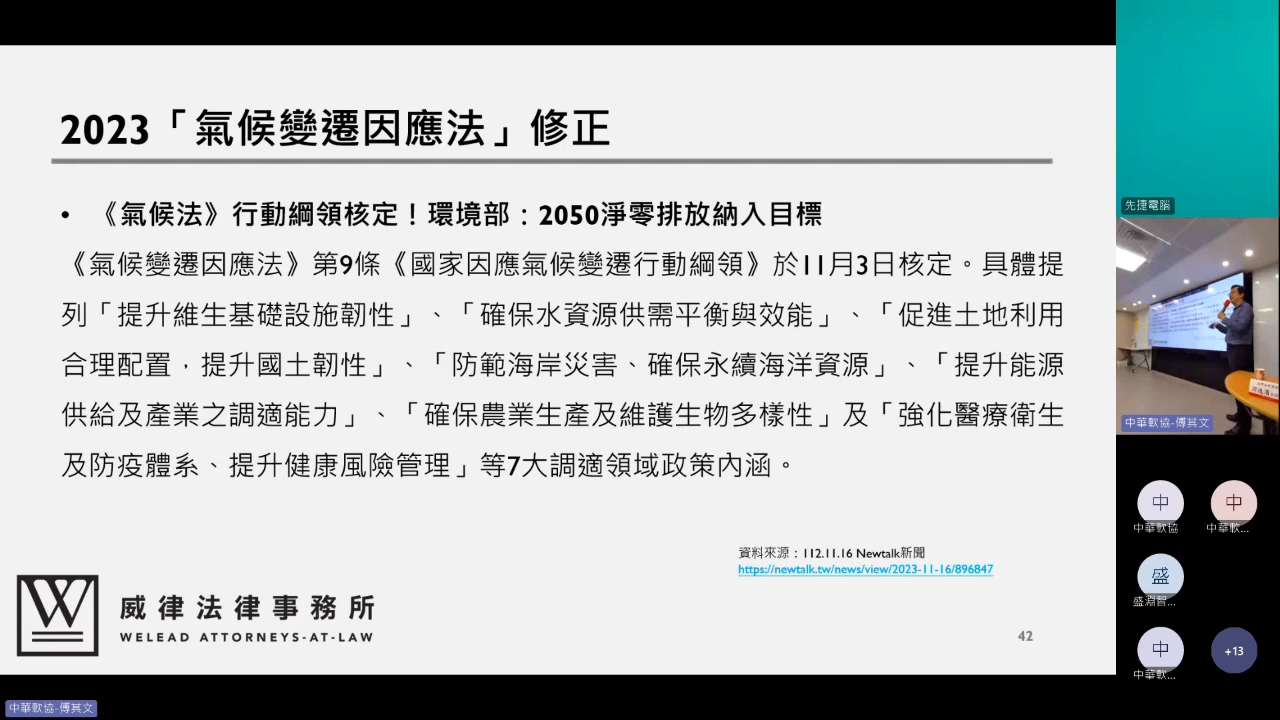 2023「氣候變遷因應法」修正
• 《氣候法》行動綱領核定！環境部：2050淨零排放納入目標
《氣候變遷因應法》第9條《國家因應氣候變遷行動綱領》於11月3日核定。具體提
列「提升維生基礎設施韌性」、「確保水資源供需平衡與效能」、「促進土地利用
合理配置，提升國土韌性」、「防範海岸災害、確保永續海洋資源」、「提升能源
供給及產業之調適能力」、「確保農業生產及維護生物多樣性」及「強化醫療衛生
及防疫體系、提升健康風險管理」等7大調適領域政策內涵。
資料來源：112.11.16 Newtalk新聞
https://newtalk.tw/news/view/2023-11-16/896847
W
威律法律事務所
WELEAD ATTORNEYS-AT-LAW
42
先捷電腦
中華軟協-傅其文
中
中華軟協
中
中華軟...
盛
盛淵智...
中
中華軟...
+13
中華軟協-傅其文